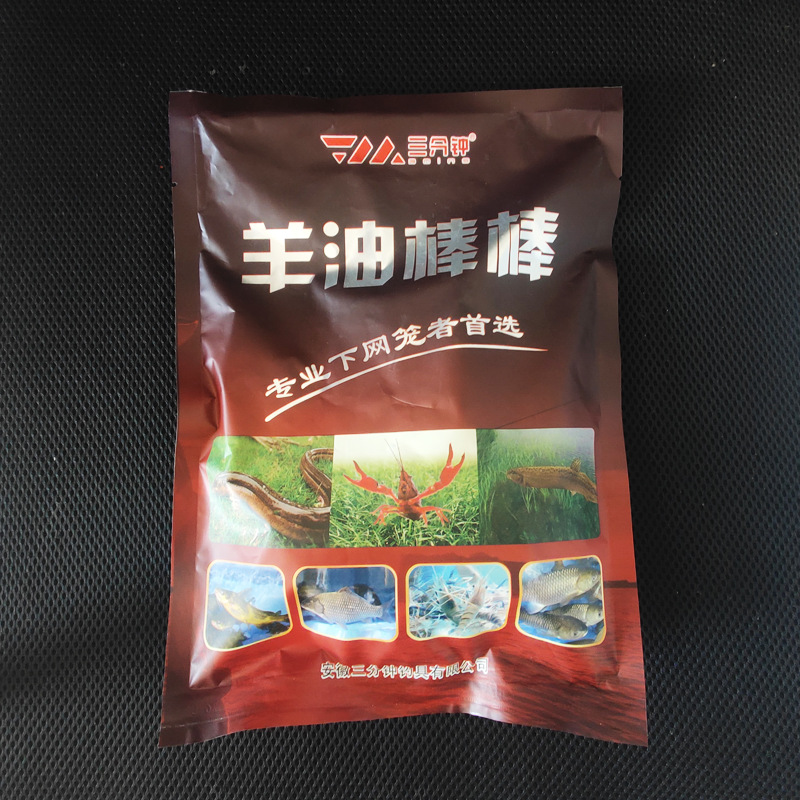 三分钟®
羊油棒棒
专业下网笼者首选
安徽三分钟钓具有限公司